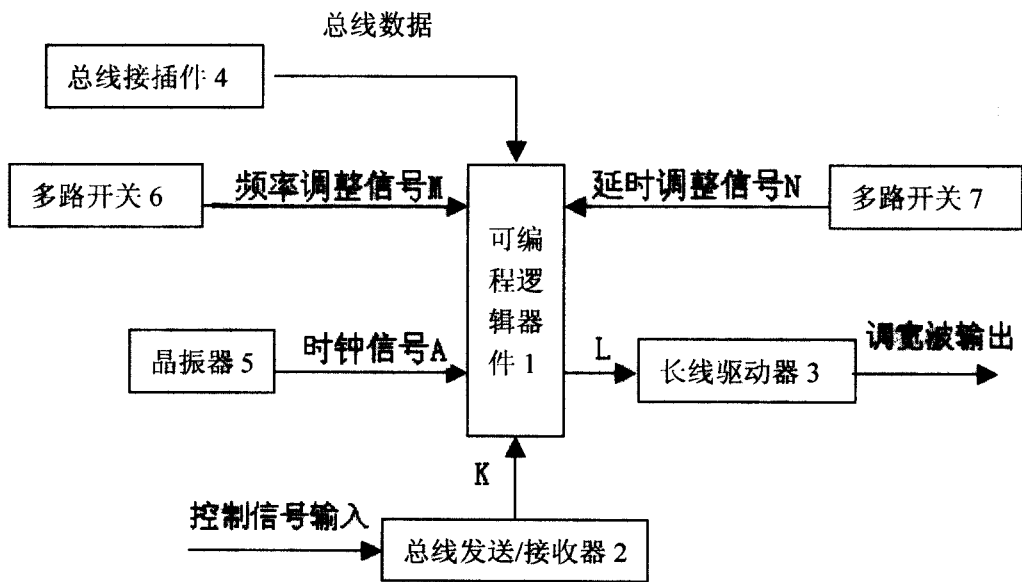 总线数据
总线接插件 4
多路开关 6
频率调整信号M
延时调整信号N
多路开关 7
可编
程逻
辑器
件 1
晶振器 5
时钟信号A
L
长线驱动器 3
调宽波输出
K
控制信号输入
总线发送/接收器 2